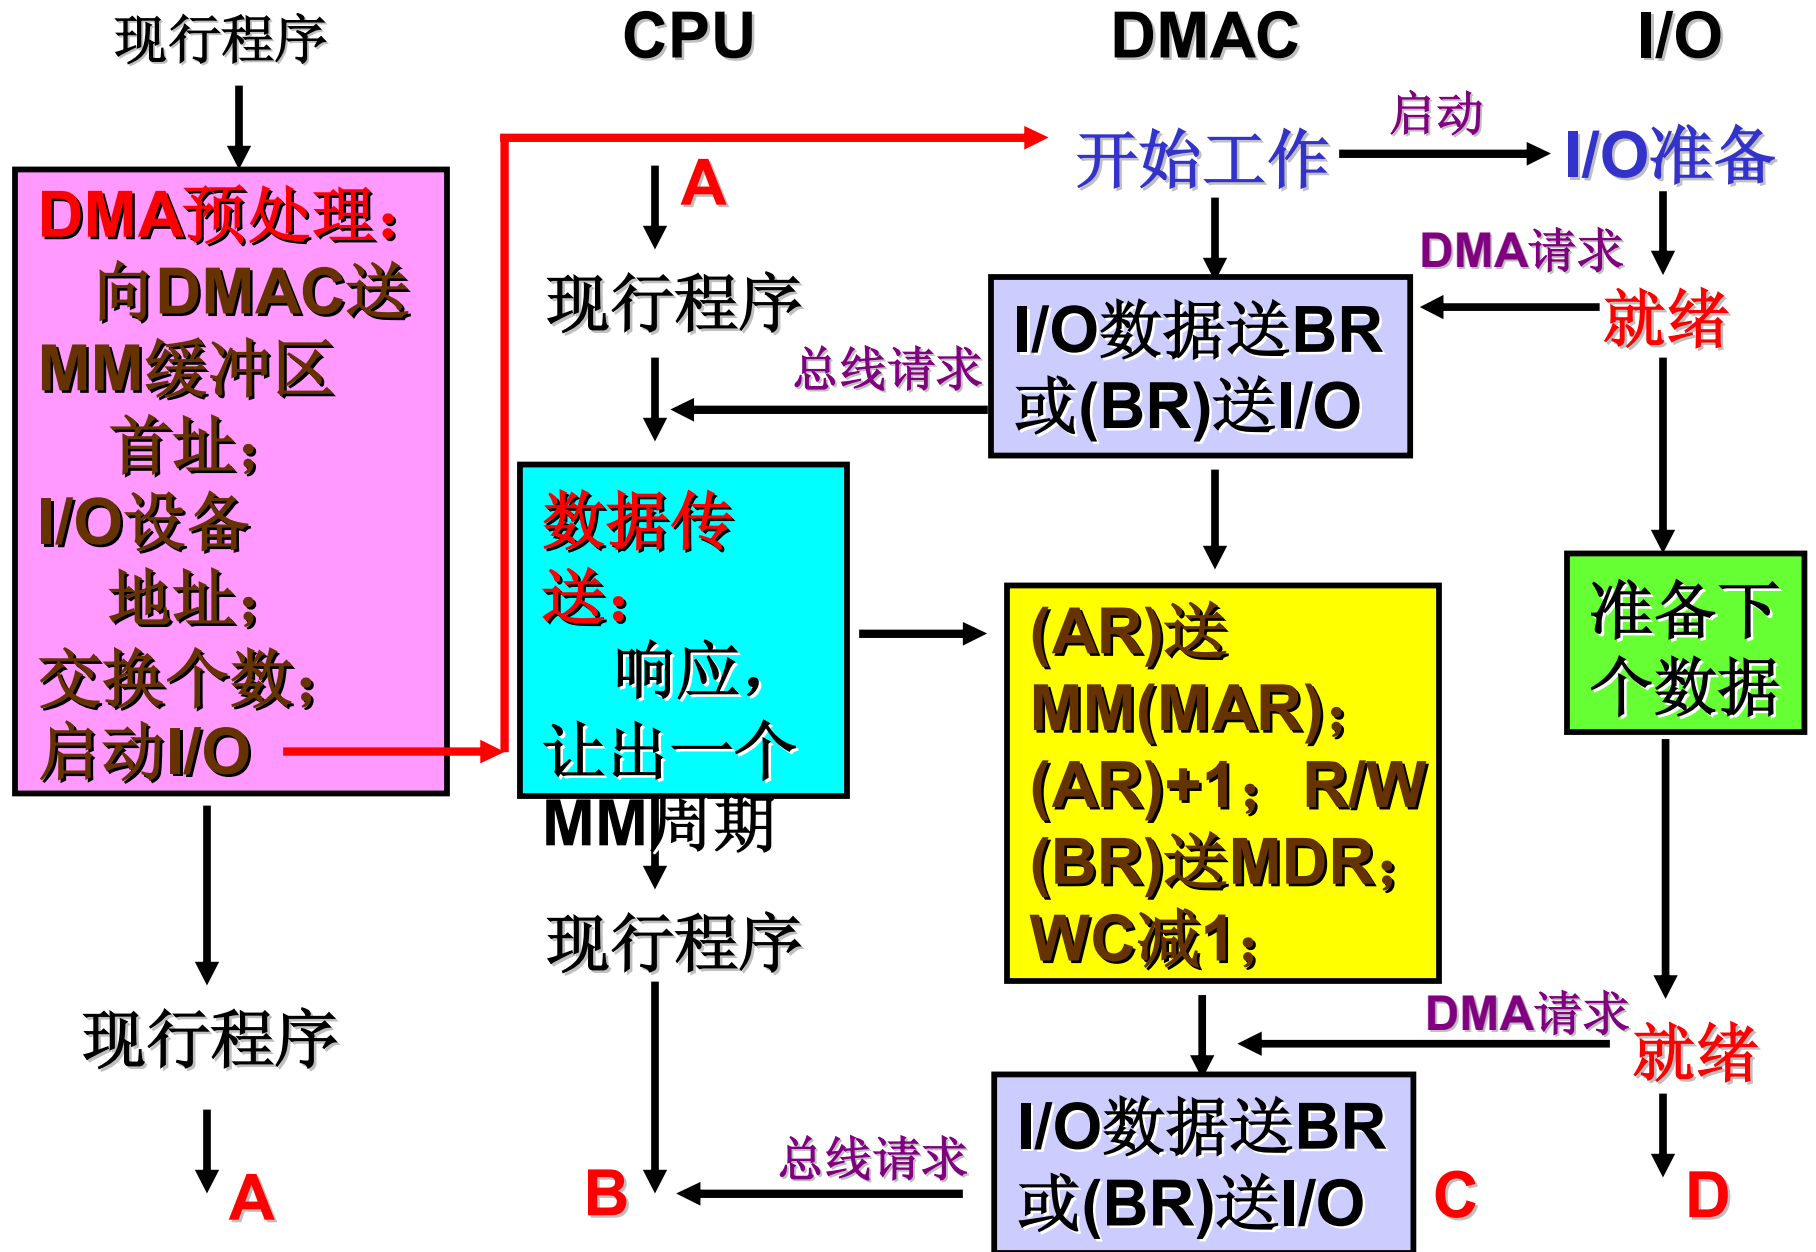 现行程序
CPU
DMAC
I/O
DMA预处理：
向DMAC送
MM缓冲区
首址；
I/O设备
地址；
交换个数；
启动I/O
现行程序
A
A
现行程序
总线请求
数据传
送：
响应，
让出一个
MM周期
现行程序
B
总线请求
开始工作
启动
I/O准备
DMA请求
就绪
I/O数据送BR
或(BR)送I/O
(AR)送
MM(MAR)；
(AR)+1；R/W
(BR)送MDR；
WC减1；
准备下
个数据
DMA请求
就绪
I/O数据送BR
或(BR)送I/O
C
D